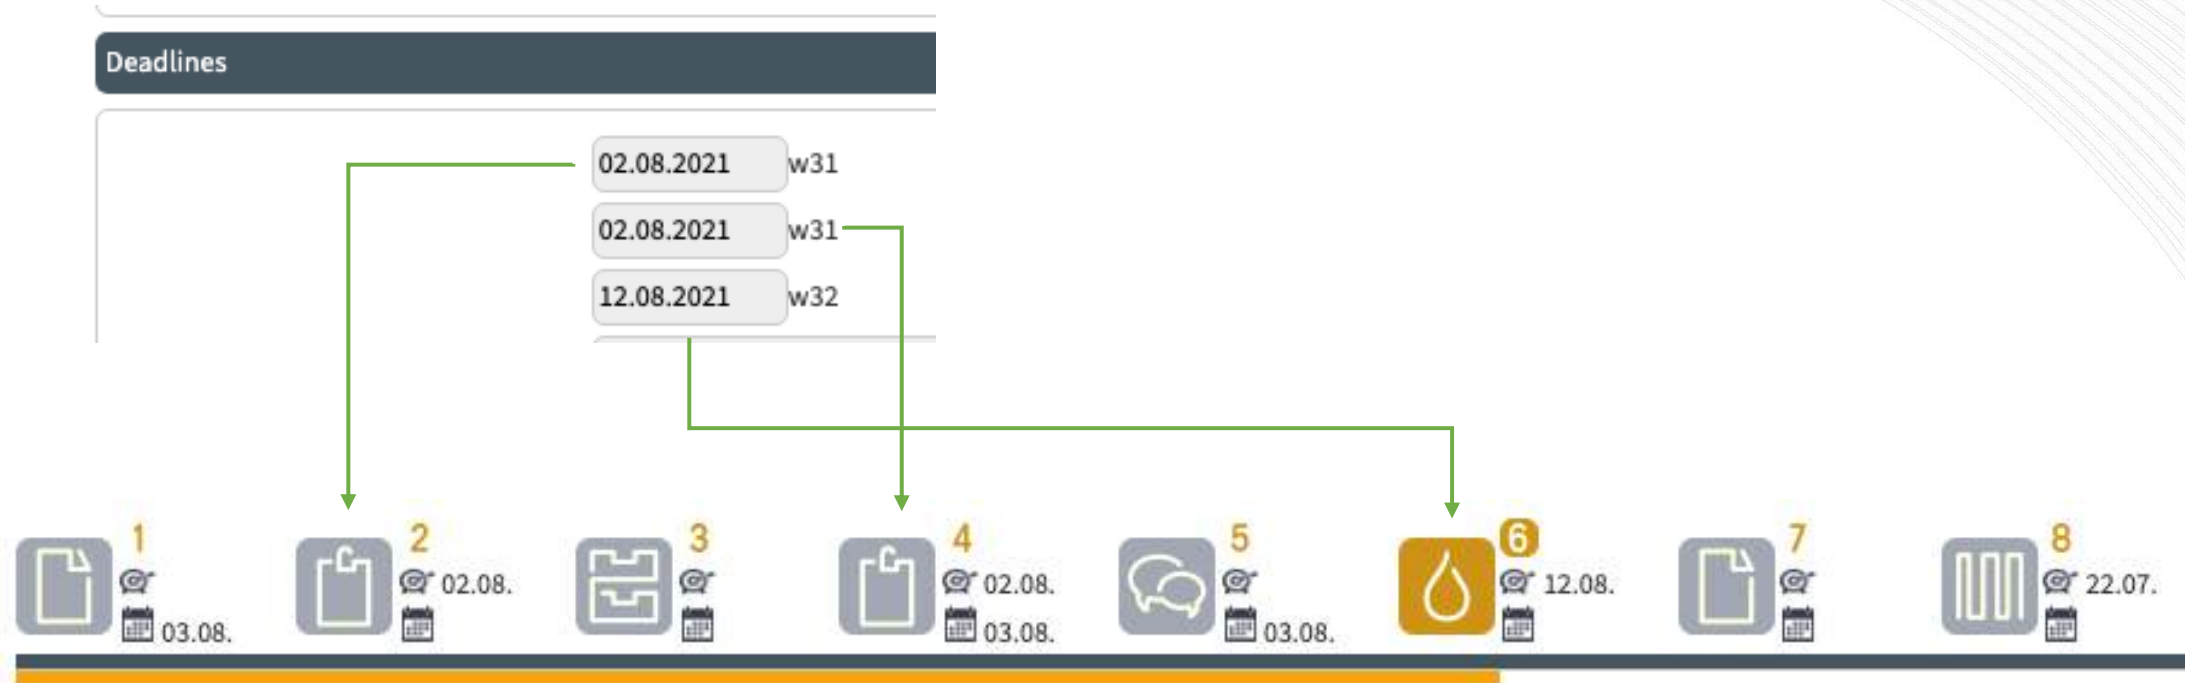 Deadlines
02.08.2021 w31
02.08.2021 w31
12.08.2021 w32
1 2 3 4 5 6 7 8
02.08. 02.08. 12.08. 22.07.
03.08. 03.08. 03.08.